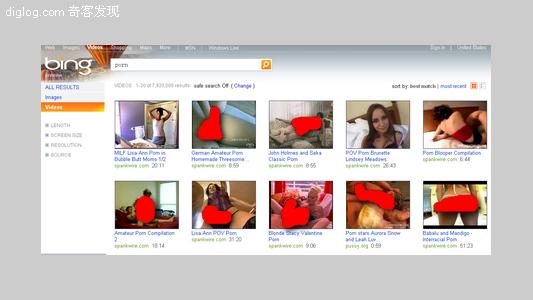 diglog.com 奇客发现
Web Images Videos Shopping Maps More | MSN | Windows Live
Sign in | United States
bing
porn
ALL RESULTS
Images
Videos
LENGTH
SCREEN SIZE
RESOLUTION
SOURCE
VIDEOS 1-20 of 7,920,000 results safe search Off ( Change )
sort by: best match | most recent
MILF Lisa Ann Porn in
Bubble Butt Moms 1/2
spankwire.com 20:11
German Amateur Porn
Homemade Threesome...
spankwire.com 8:59
John Holmes and Saka
Classic Porn
spankwire.com 8:55
POV Porn Brunette
Lindsey Meadows
spankwire.com 26:43
Porn Blooper Compilation
spankwire.com 6:44
Amateur Porn Compilation
2
spankwire.com 18:14
Lisa Ann POV Porn
spankwire.com 31:20
Blonde Stacy Valentine
Porn
spankwire.com 9:06
Porn stars Aurora Snow
and Leah Luv...
pussy.org 0:59
Babalu and Mandigo -
Interracial Porn
spankwire.com 51:23